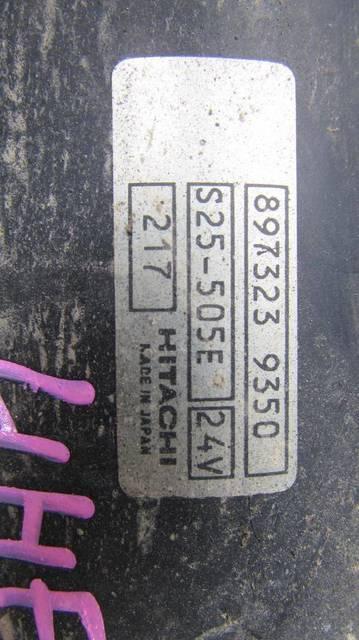 897323 9350
S25-505E 24V
217 HITACHI
MADE IN JAPAN